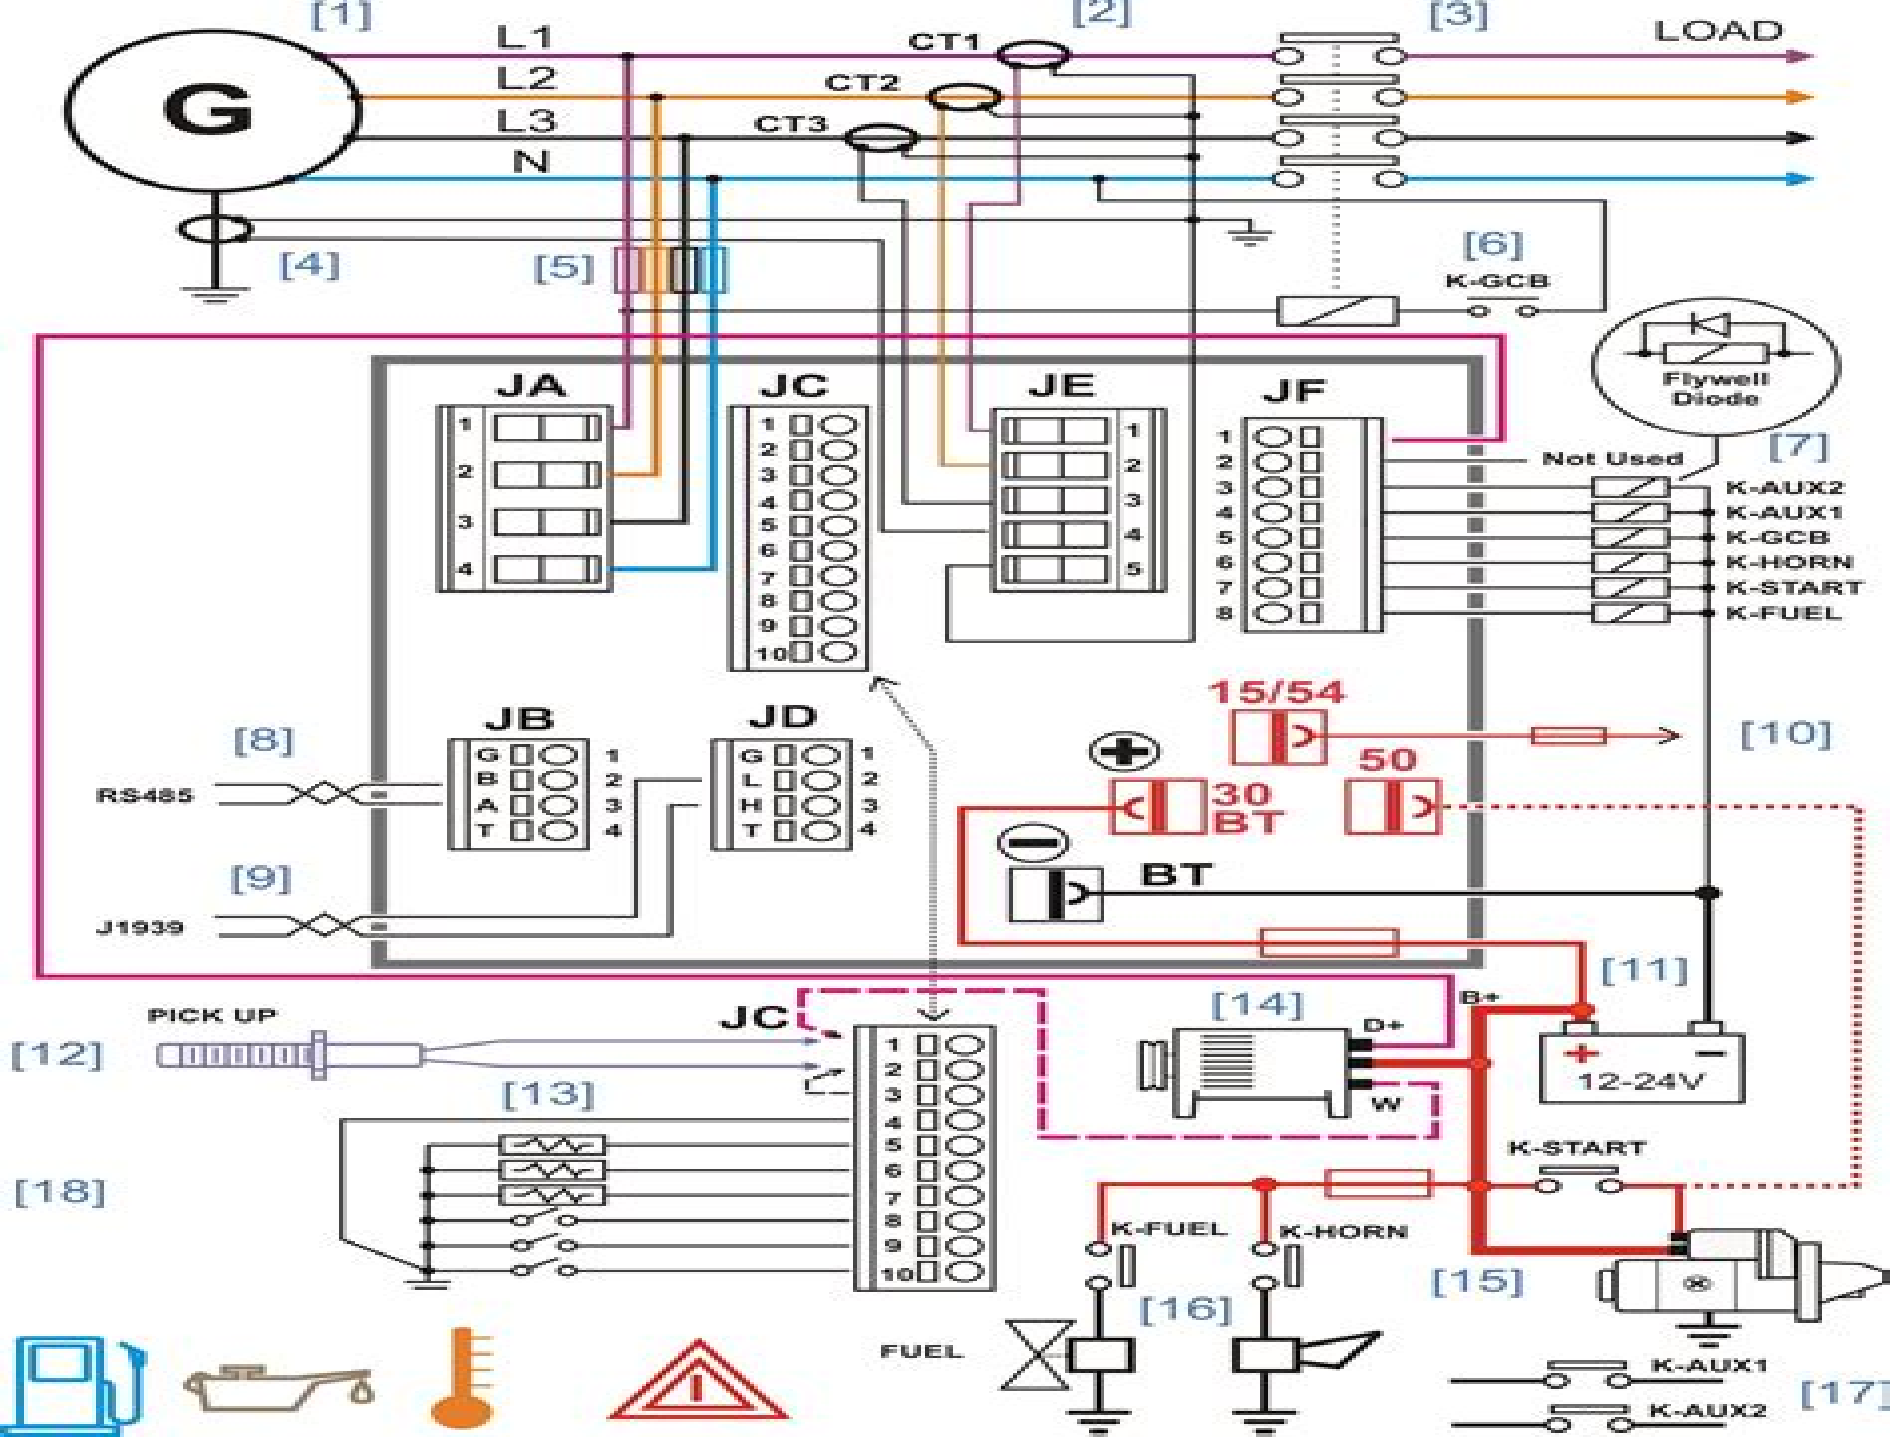 [1]
[2]
[3]
L1
CT1
LOAD
L2
CT2
G
L3
CT3
N
[4]
[5]
[6]
K-GCB
Flywell
Diode
JA
JC
JE
JF
[7]
1
2
3
4
1
2
3
4
5
6
7
8
9
10
1
2
3
4
5
1
2
3
4
5
6
7
8
Not Used
K-AUX2
K-AUX1
K-GCB
K-HORN
K-START
K-FUEL
15/54
[8]
JB
JD
[10]
50
RS485
G 1
B 2
A 3
T 4
G 1
L 2
H 3
T 4
30
BT
[9]
BT
J1939
[11]
PICK UP
JC
[14]
B+
D+
[12]
W
+ −
12-24V
[13]
1
2
3
4
5
6
7
8
9
10
K-START
[18]
K-FUEL
K-HORN
[15]
[16]
FUEL
K-AUX1
[17]
K-AUX2